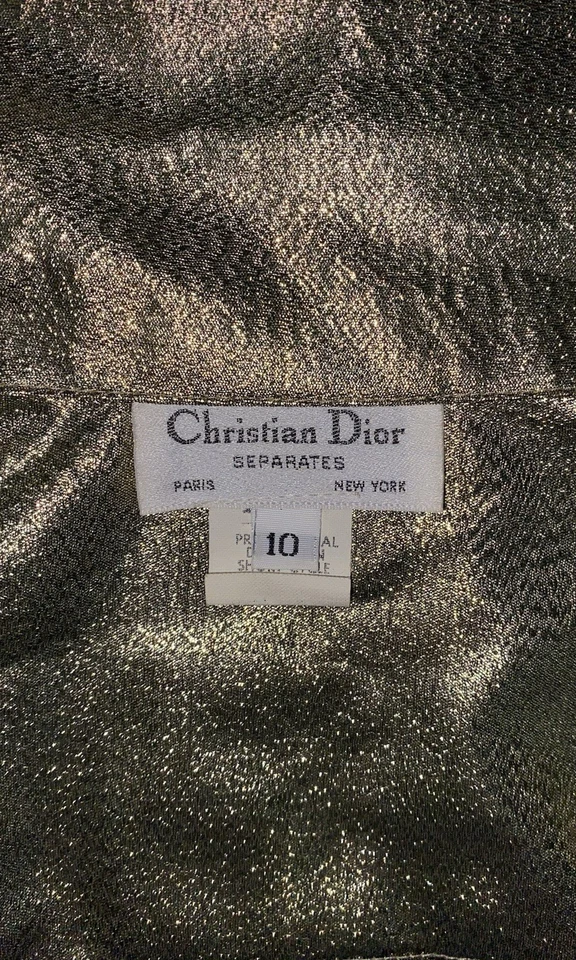 Christian Dior
SEPARATES
PARIS NEW YORK
10